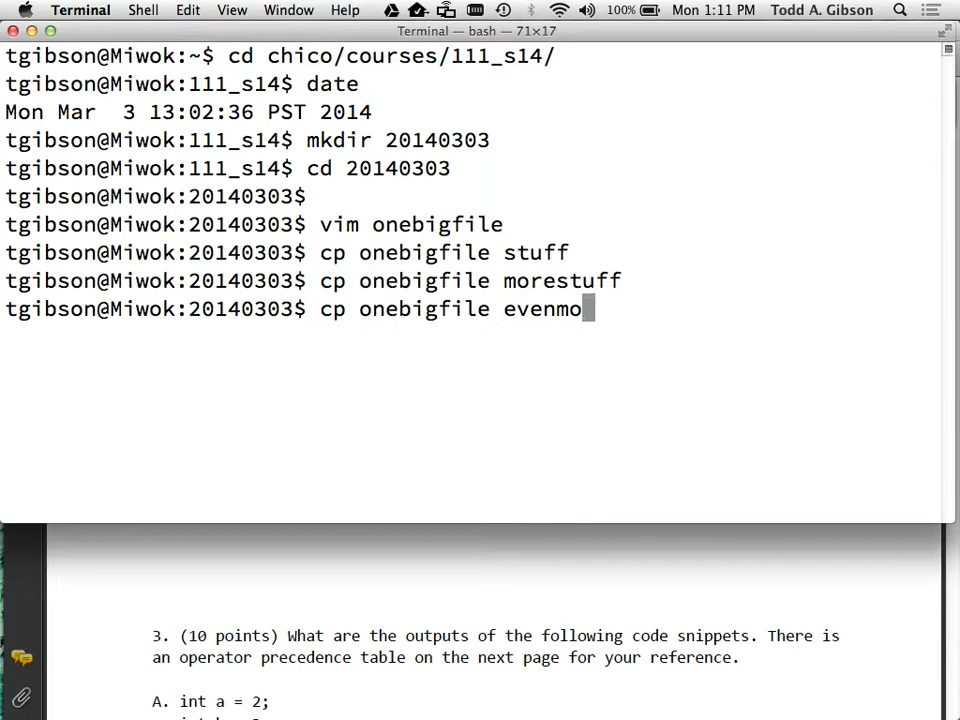 Terminal Shell Edit View Window Help 100% Mon 1:11 PM Todd A. Gibson
Terminal — bash — 71×17
tgibson@Miwok:~$ cd chico/courses/111_s14/
tgibson@Miwok:111_s14$ date
Mon Mar  3 13:02:36 PST 2014
tgibson@Miwok:111_s14$ mkdir 20140303
tgibson@Miwok:111_s14$ cd 20140303
tgibson@Miwok:20140303$
tgibson@Miwok:20140303$ vim onebigfile
tgibson@Miwok:20140303$ cp onebigfile stuff
tgibson@Miwok:20140303$ cp onebigfile morestuff
tgibson@Miwok:20140303$ cp onebigfile evenmo
3. (10 points) What are the outputs of the following code snippets. There is
an operator precedence table on the next page for your reference.
A. int a = 2;